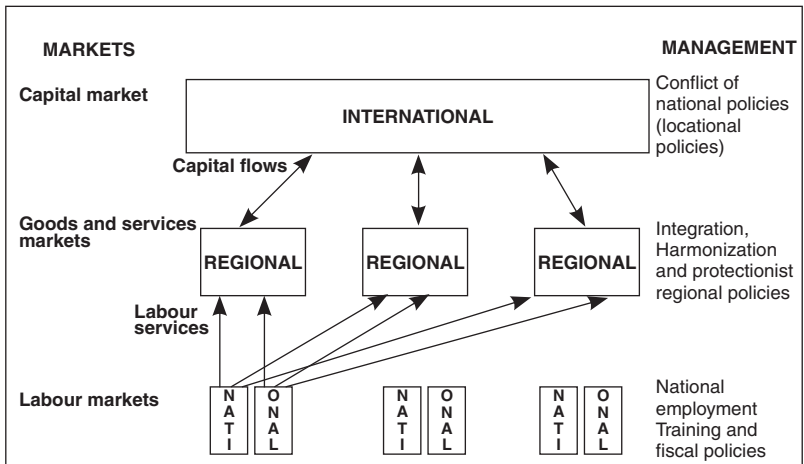 MARKETS
MANAGEMENT
Capital market
INTERNATIONAL
Conflict of
national policies
(locational
policies)
Capital flows
Goods and services
markets
REGIONAL
REGIONAL
REGIONAL
Integration,
Harmonization
and protectionist
regional policies
Labour
services
Labour markets
NATI
ONAL
NATI
ONAL
NATI
ONAL
National
employment
Training and
fiscal policies